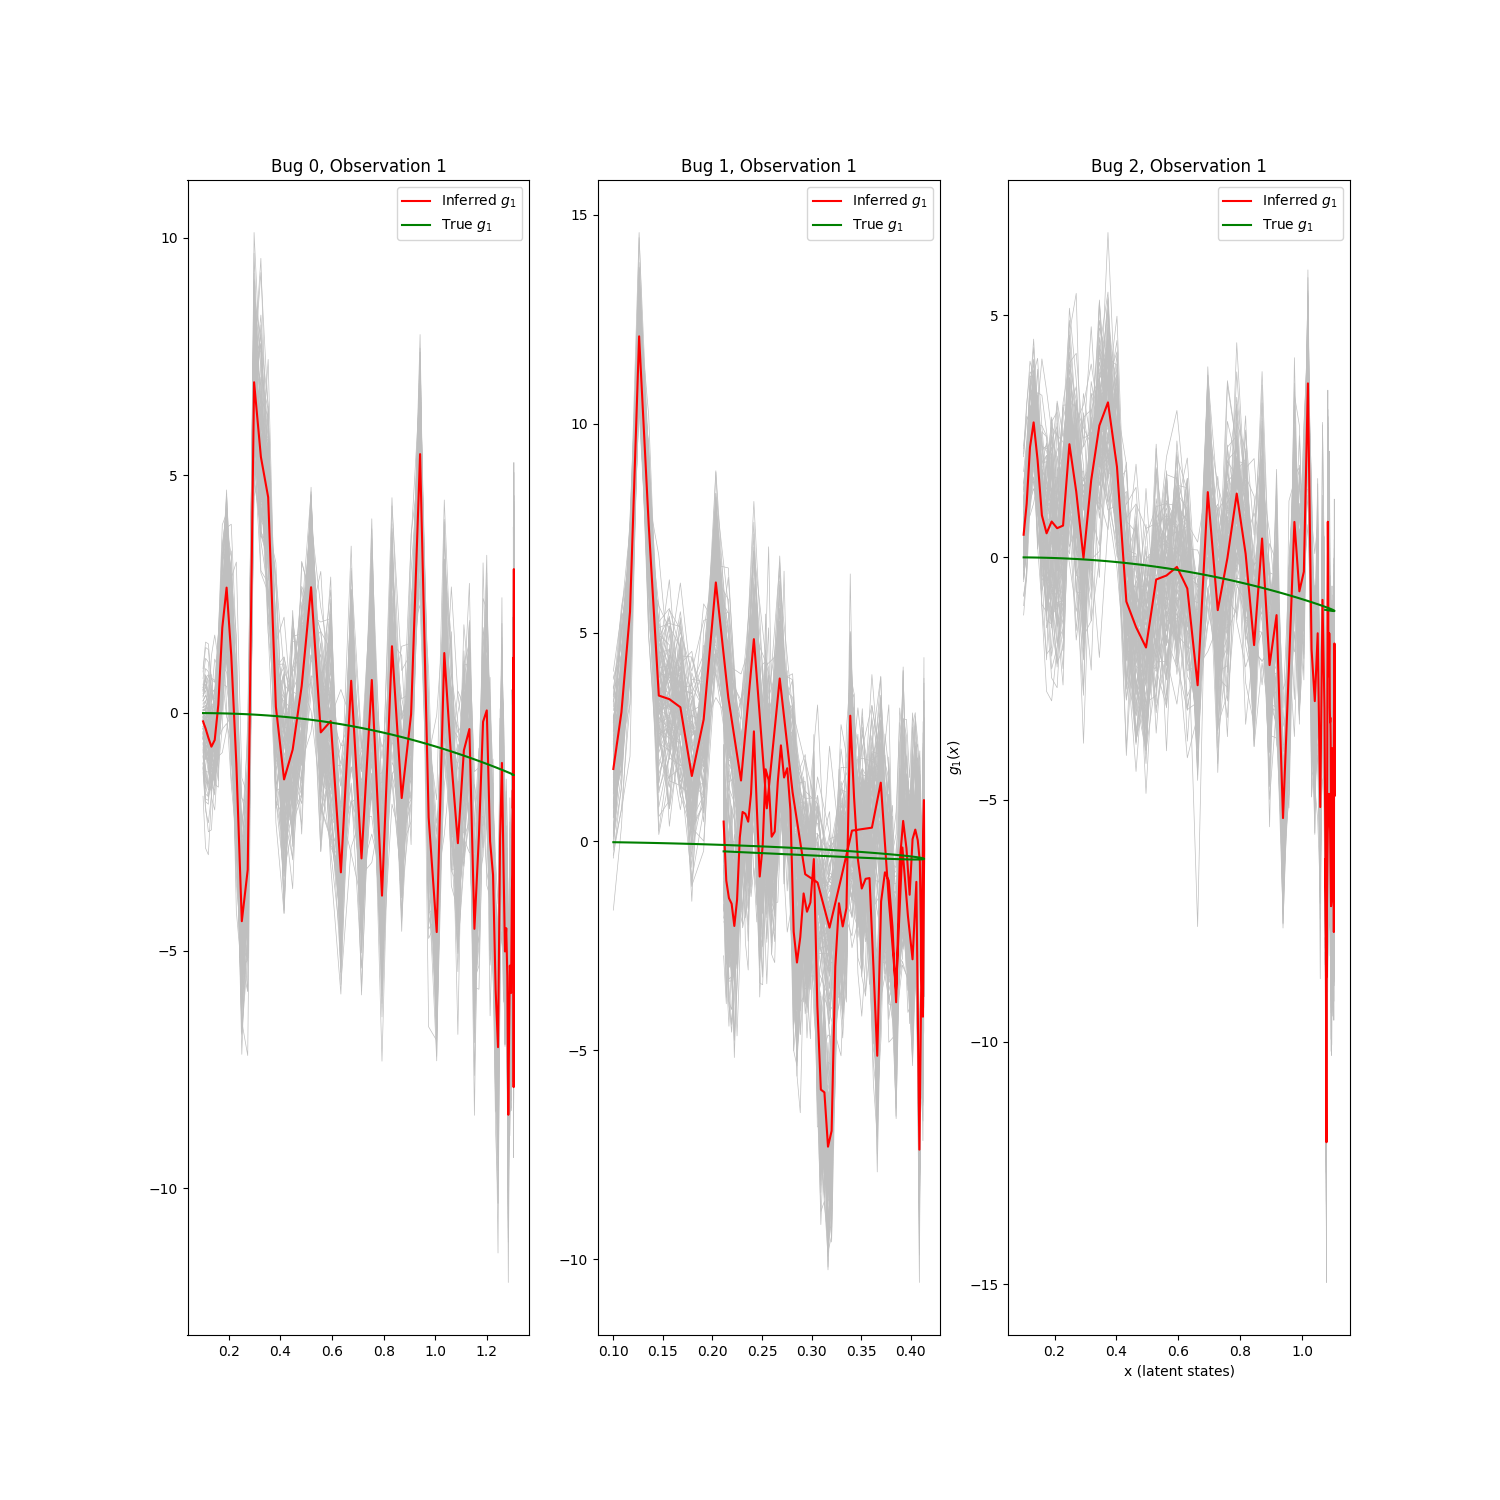 Bug 0, Observation 1
Inferred g₁
True g₁
10
5
0
−5
−10
0.2 0.4 0.6 0.8 1.0 1.2
Bug 1, Observation 1
Inferred g₁
True g₁
15
10
5
0
−5
−10
0.10 0.15 0.20 0.25 0.30 0.35 0.40
Bug 2, Observation 1
Inferred g₁
True g₁
g₁(x)
5
0
−5
−10
−15
0.2 0.4 0.6 0.8 1.0
x (latent states)